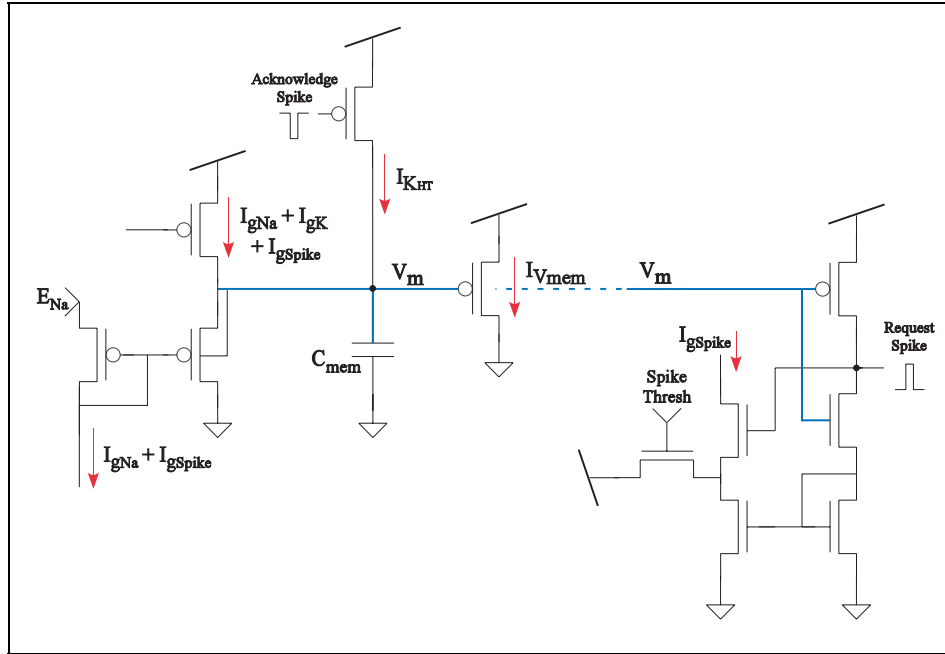 Acknowledge
Spike
I_KHT
I_gNa + I_gK
+ I_gSpike
V_m
I_Vmem
V_m
E_Na
C_mem
I_gSpike
Request
Spike
Spike
Thresh
I_gNa + I_gSpike